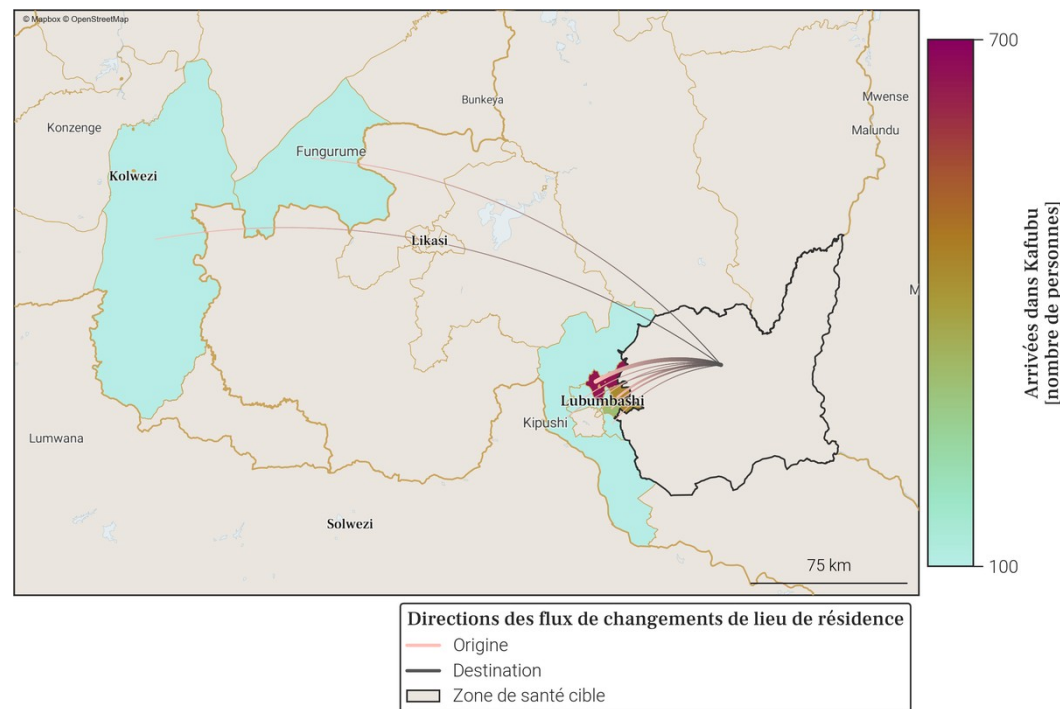 © Mapbox © OpenStreetMap
Bunkeya
Mwense
Konzenge
Malundu
Fungurume
Kolwezi
Likasi
M
Lubumbashi
Kipushi
Lumwana
Solwezi
75 km
700
Arrivées dans Kafubu
[nombre de personnes]
100
Directions des flux de changements de lieu de résidence
Origine
Destination
Zone de santé cible